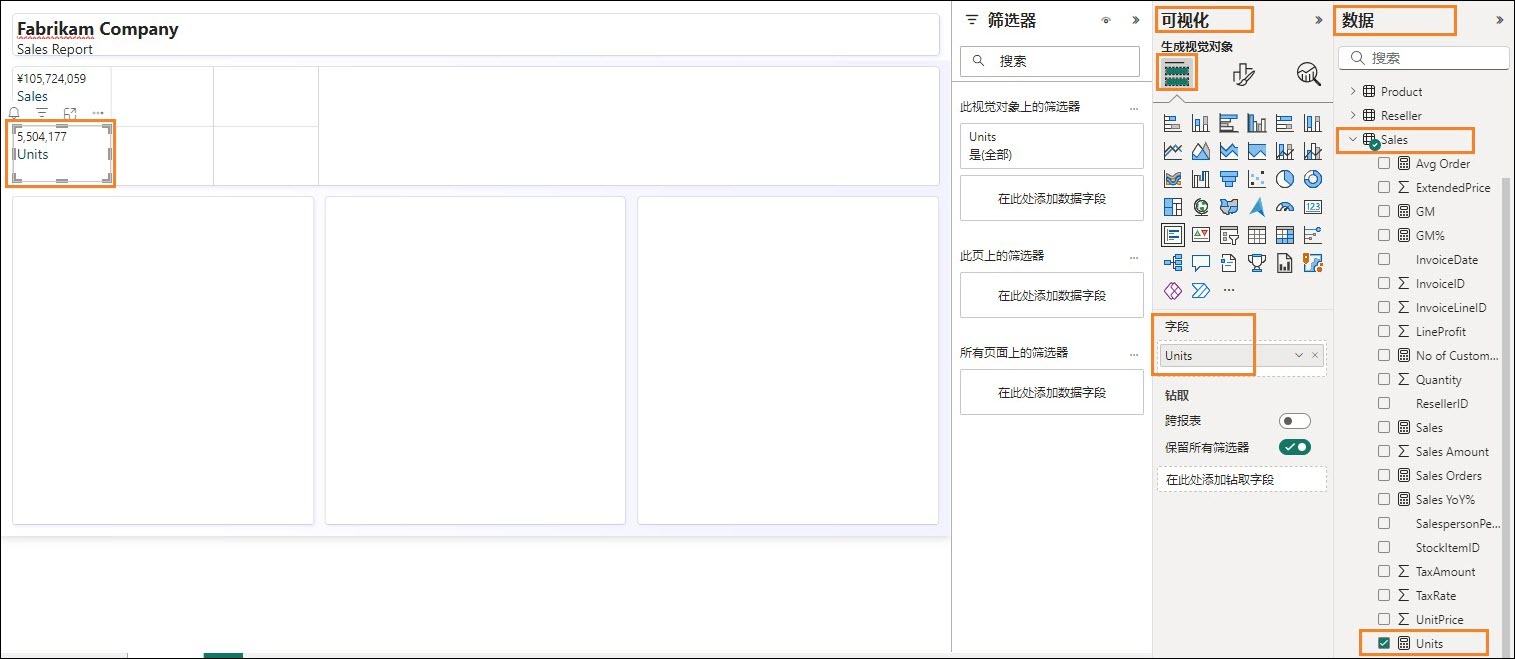 Fabrikam Company
Sales Report
¥105,724,059
Sales
5,504,177
Units
筛选器
搜索
此视觉对象上的筛选器
...
Units
是(全部)
在此处添加数据字段
此页上的筛选器
...
在此处添加数据字段
所有页面上的筛选器
...
在此处添加数据字段
可视化
生成视觉对象
123
...
字段
Units
钻取
跨报表
保留所有筛选器
在此处添加钻取字段
数据
搜索
Product
Reseller
Sales
Avg Order
ExtendedPrice
GM
GM%
InvoiceDate
InvoiceID
InvoiceLineID
LineProfit
No of Custom...
Quantity
ResellerID
Sales
Sales Amount
Sales Orders
Sales YoY%
SalespersonPe...
StockItemID
TaxAmount
TaxRate
UnitPrice
Units